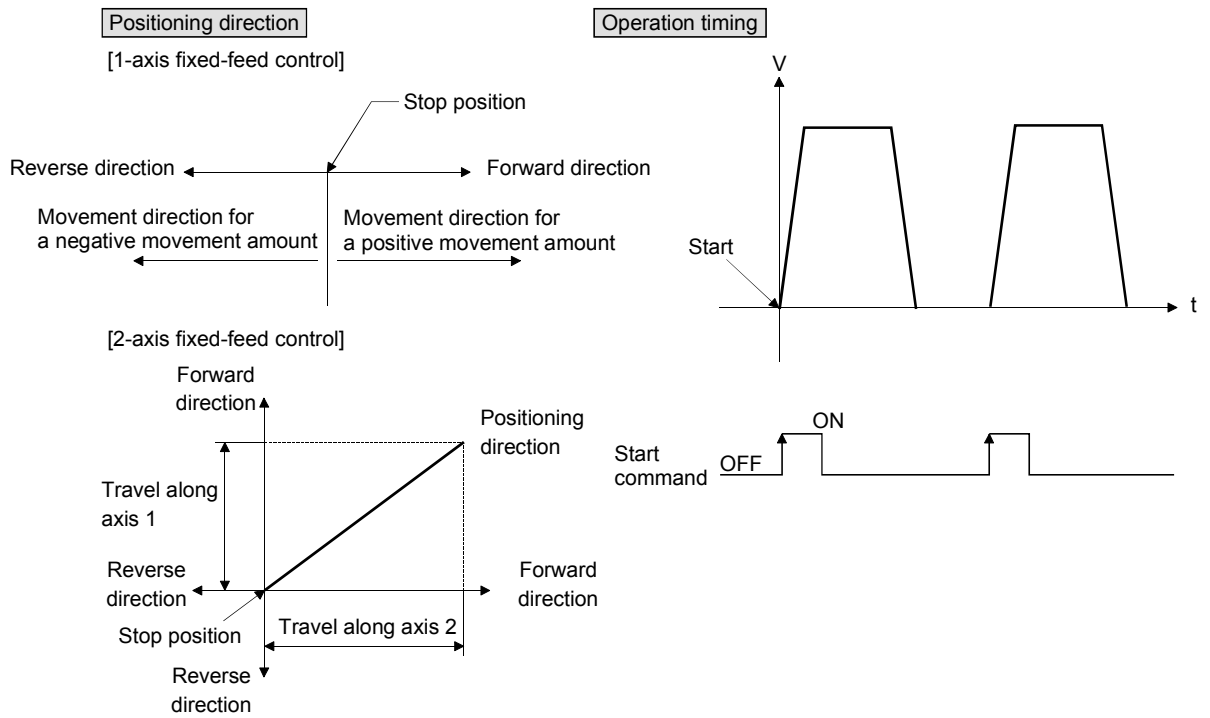 Positioning direction
[1-axis fixed-feed control]
Stop position
Reverse direction
Forward direction
Movement direction for
a negative movement amount
Movement direction for
a positive movement amount
[2-axis fixed-feed control]
Forward
direction
Positioning
direction
Travel along
axis 1
Reverse
direction
Forward
direction
Stop position
Travel along axis 2
Reverse
direction
Operation timing
V
Start
t
ON
Start
command
OFF